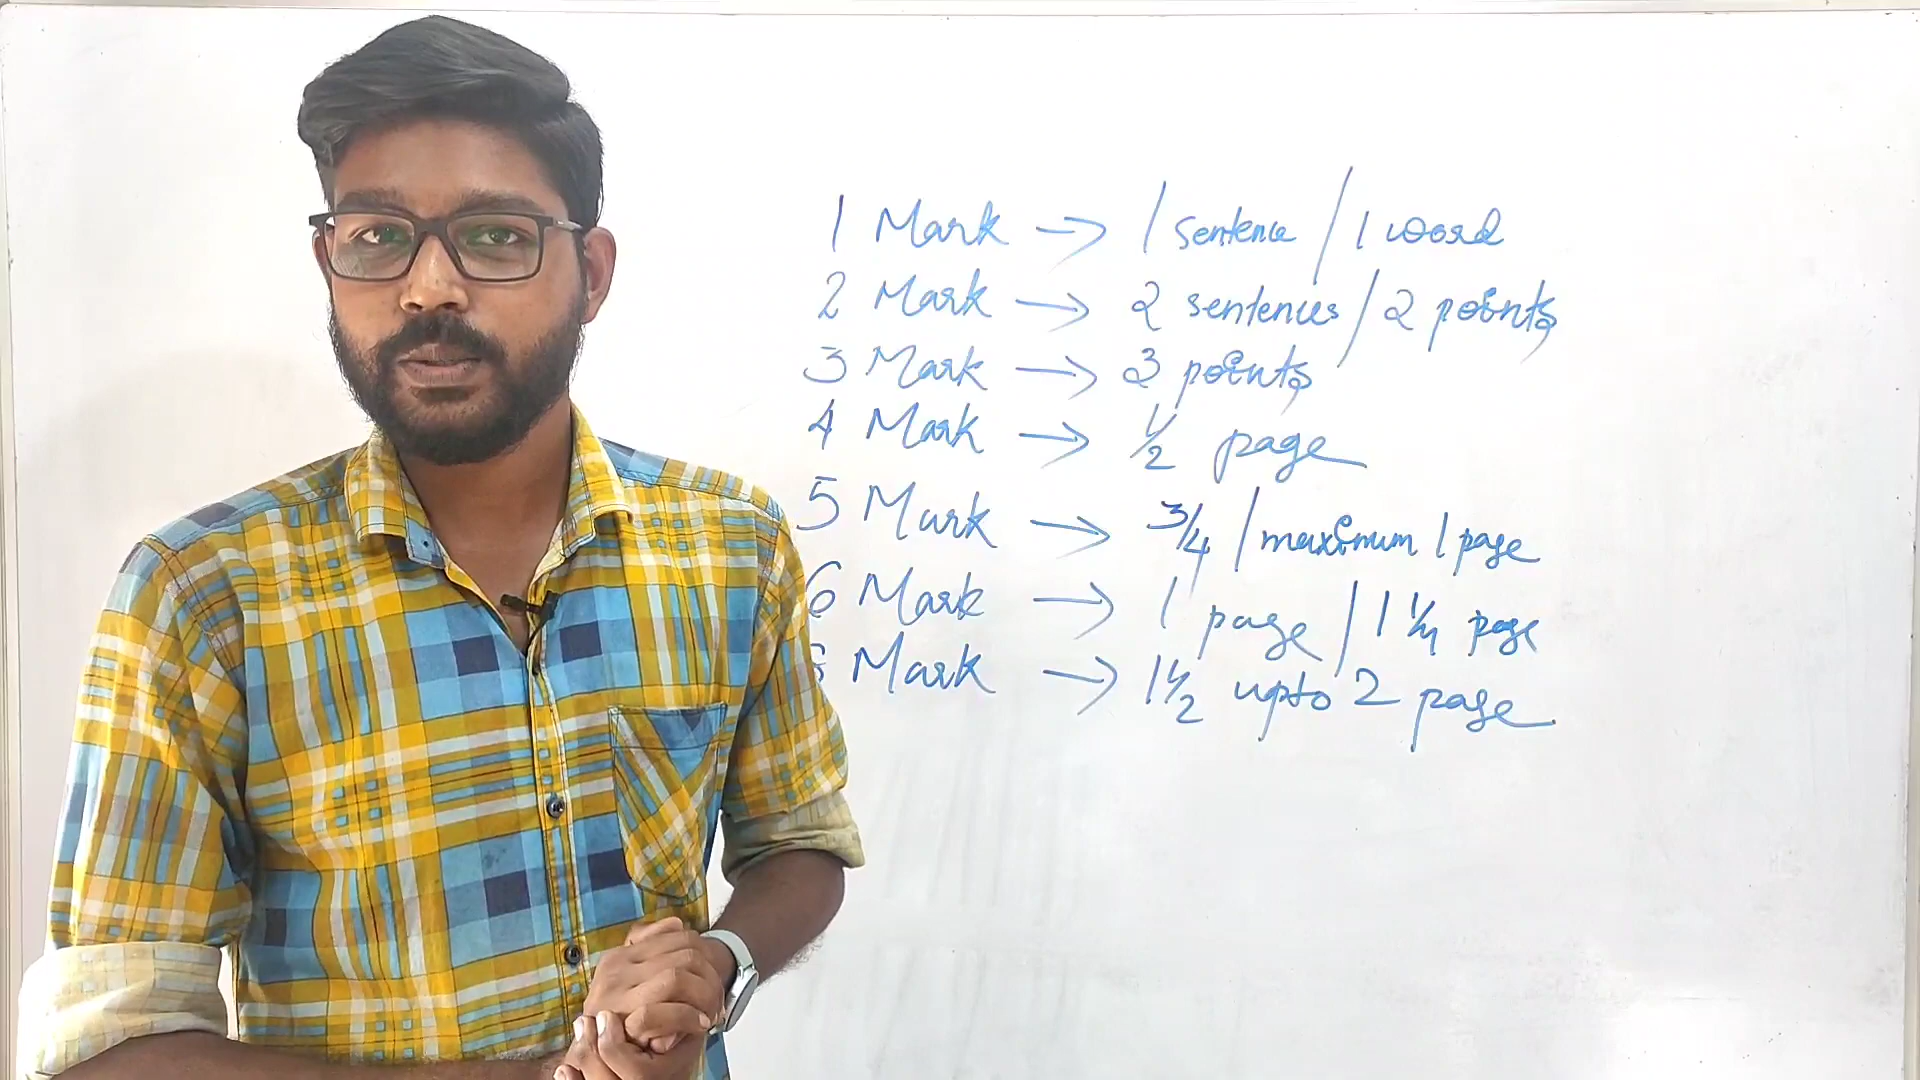 1 Mark → 1 sentence / 1 word
2 Mark → 2 sentences / 2 points
3 Mark → 3 points
4 Mark → 1/2 page
5 Mark → 3/4 / maximum 1 page
6 Mark → 1 page / 1 1/4 page
Mark → 1 1/2 upto 2 page